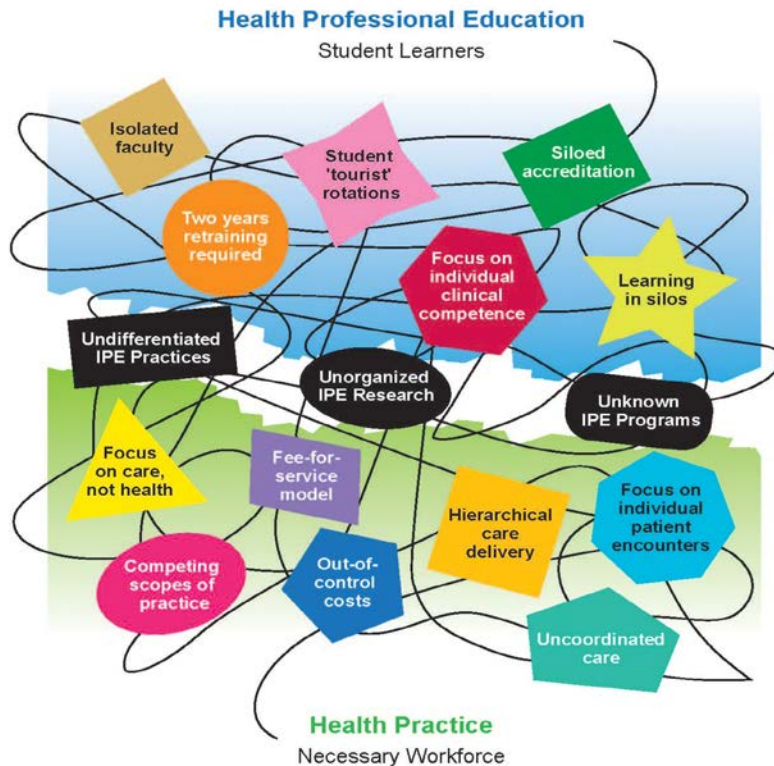 Health Professional Education
Student Learners
Isolated
faculty
Student
'tourist'
rotations
Siloed
accreditation
Two years
retraining
required
Focus on
individual
clinical
competence
Learning
in silos
Undifferentiated
IPE Practices
Unorganized
IPE Research
Unknown
IPE Programs
Focus
on care,
not health
Fee-for-
service
model
Hierarchical
care
delivery
Focus on
individual
patient
encounters
Competing
scopes of
practice
Out-of-
control
costs
Uncoordinated
care
Health Practice
Necessary Workforce